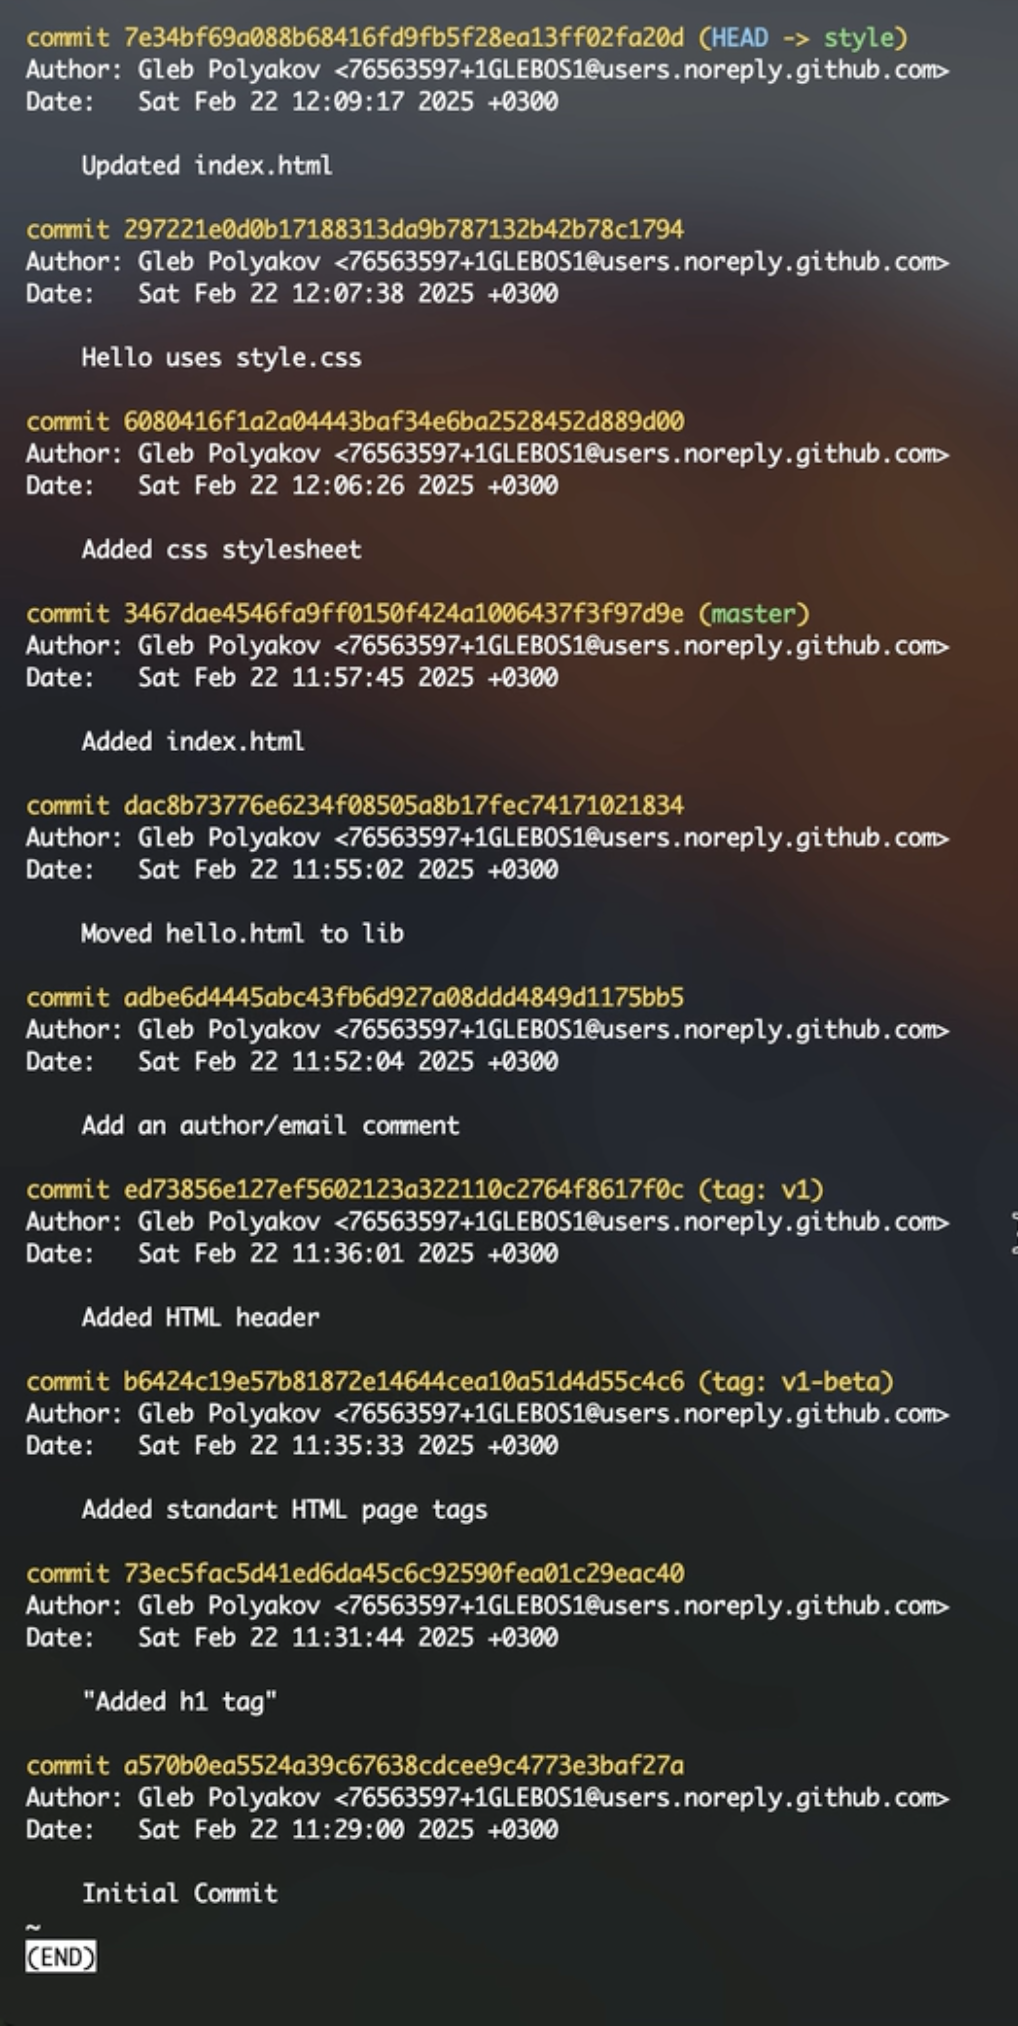 commit 7e34bf69a088b68416fd9fb5f28ea13ff02fa20d (HEAD -> style)
Author: Gleb Polyakov <76563597+1GLEBOS1@users.noreply.github.com>
Date:   Sat Feb 22 12:09:17 2025 +0300
Updated index.html
commit 297221e0d0b17188313da9b787132b42b78c1794
Author: Gleb Polyakov <76563597+1GLEBOS1@users.noreply.github.com>
Date:   Sat Feb 22 12:07:38 2025 +0300
Hello uses style.css
commit 6080416f1a2a04443baf34e6ba2528452d889d00
Author: Gleb Polyakov <76563597+1GLEBOS1@users.noreply.github.com>
Date:   Sat Feb 22 12:06:26 2025 +0300
Added css stylesheet
commit 3467dae4546fa9ff0150f424a1006437f3f97d9e (master)
Author: Gleb Polyakov <76563597+1GLEBOS1@users.noreply.github.com>
Date:   Sat Feb 22 11:57:45 2025 +0300
Added index.html
commit dac8b73776e6234f08505a8b17fec74171021834
Author: Gleb Polyakov <76563597+1GLEBOS1@users.noreply.github.com>
Date:   Sat Feb 22 11:55:02 2025 +0300
Moved hello.html to lib
commit adbe6d4445abc43fb6d927a08ddd4849d1175bb5
Author: Gleb Polyakov <76563597+1GLEBOS1@users.noreply.github.com>
Date:   Sat Feb 22 11:52:04 2025 +0300
Add an author/email comment
commit ed73856e127ef5602123a322110c2764f8617f0c (tag: v1)
Author: Gleb Polyakov <76563597+1GLEBOS1@users.noreply.github.com>
Date:   Sat Feb 22 11:36:01 2025 +0300
Added HTML header
commit b6424c19e57b81872e14644cea10a51d4d55c4c6 (tag: v1-beta)
Author: Gleb Polyakov <76563597+1GLEBOS1@users.noreply.github.com>
Date:   Sat Feb 22 11:35:33 2025 +0300
Added standart HTML page tags
commit 73ec5fac5d41ed6da45c6c92590fea01c29eac40
Author: Gleb Polyakov <76563597+1GLEBOS1@users.noreply.github.com>
Date:   Sat Feb 22 11:31:44 2025 +0300
"Added h1 tag"
commit a570b0ea5524a39c67638cdcee9c4773e3baf27a
Author: Gleb Polyakov <76563597+1GLEBOS1@users.noreply.github.com>
Date:   Sat Feb 22 11:29:00 2025 +0300
Initial Commit
~
(END)